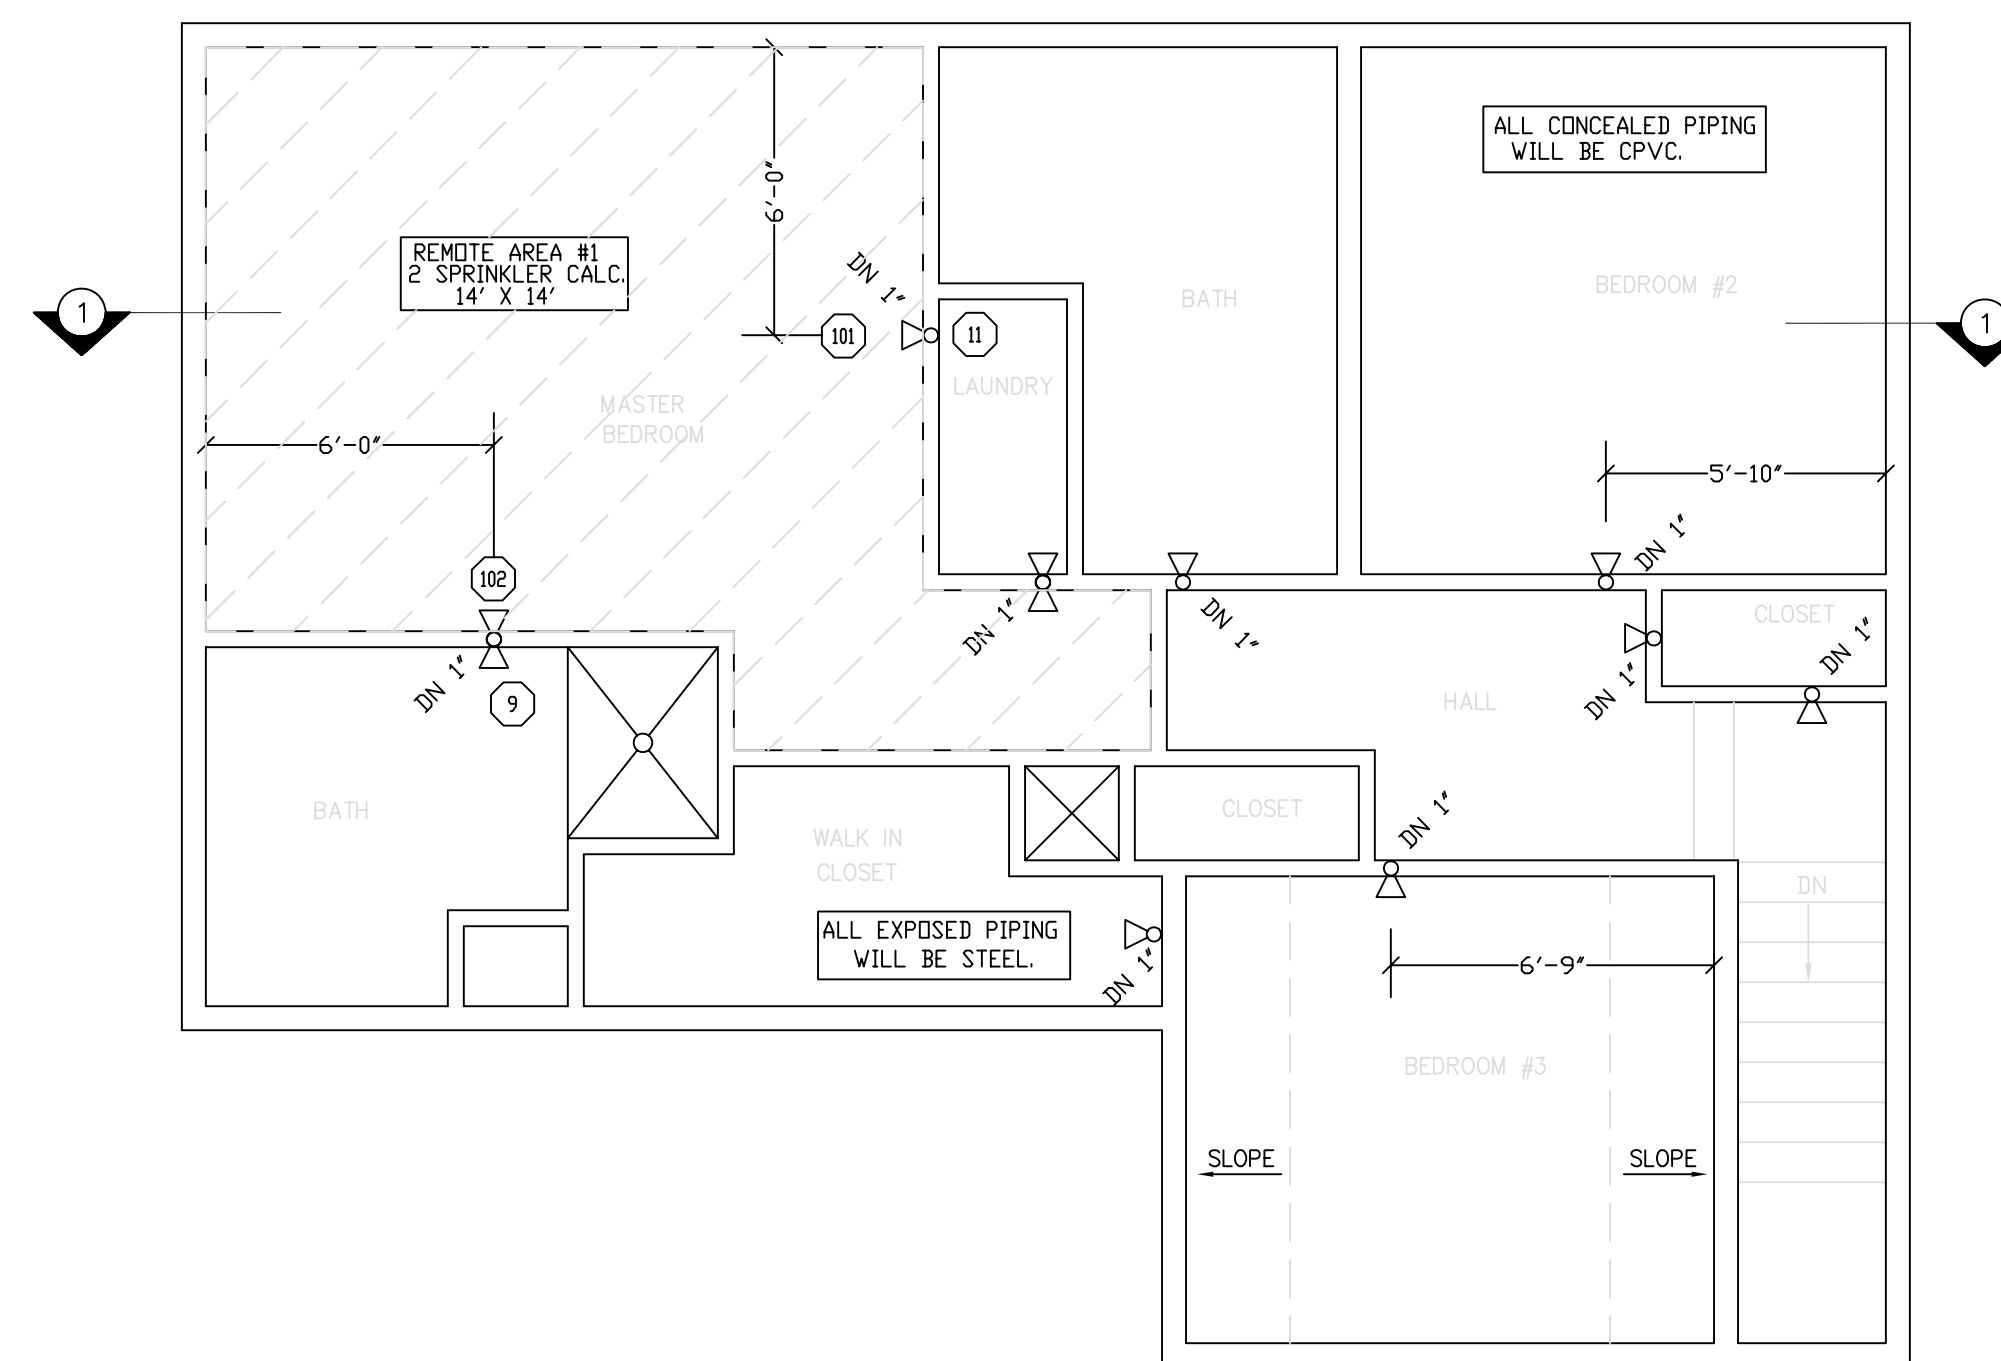 ALL CONCEALED PIPING
WILL BE CPVC.
6'-0"
REMOTE AREA #1
2 SPRINKLER CALC.
14' X 14'
DN 1"
BEDROOM #2
BATH
1
1
101
11
LAUNDRY
MASTER
BEDROOM
6'-0"
5'-10"
DN 1"
102
DN 1"
DN 1"
CLOSET
DN 1"
DN 1"
9
DN 1"
HALL
BATH
WALK IN
CLOSET
CLOSET
DN 1"
DN
ALL EXPOSED PIPING
WILL BE STEEL.
DN 1"
6'-9"
BEDROOM #3
SLOPE
SLOPE